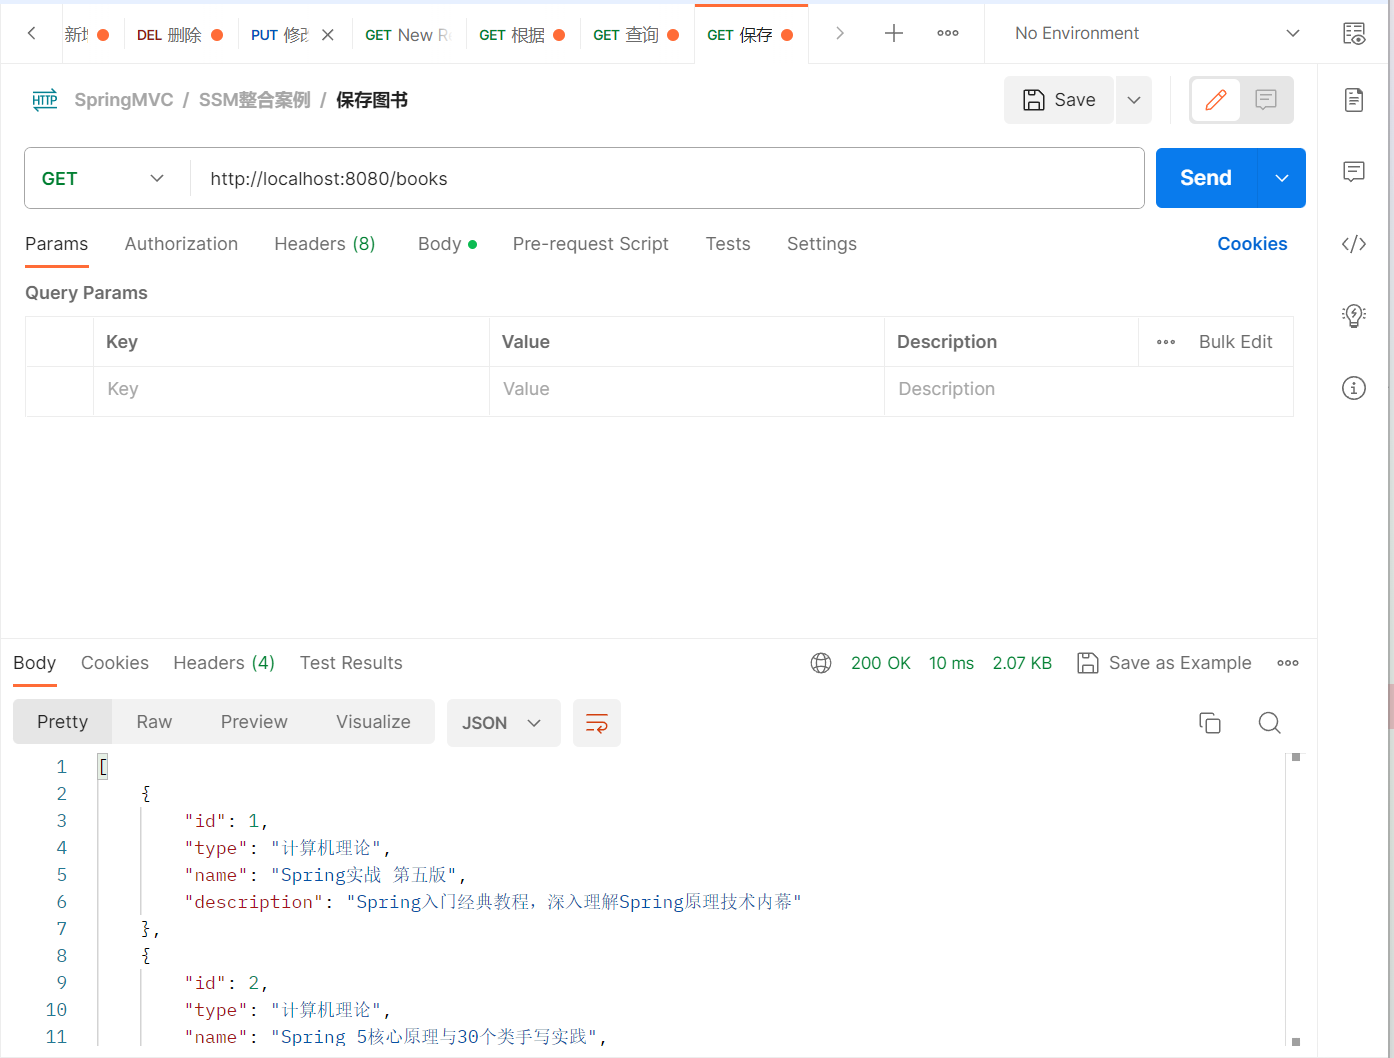 新增 DEL 删除 PUT 修改 GET New R GET 根据 GET 查询 GET 保存 No Environment
HTTP SpringMVC / SSM整合案例 / 保存图书 Save
GET http://localhost:8080/books Send
Params Authorization Headers (8) Body Pre-request Script Tests Settings Cookies
Query Params
Key Value Description Bulk Edit
Key Value Description
Body Cookies Headers (4) Test Results 200 OK 10 ms 2.07 KB Save as Example
Pretty Raw Preview Visualize JSON
1 [
2 {
3 "id": 1,
4 "type": "计算机理论",
5 "name": "Spring实战 第五版",
6 "description": "Spring入门经典教程，深入理解Spring原理技术内幕"
7 },
8 {
9 "id": 2,
10 "type": "计算机理论",
11 "name": "Spring 5核心原理与30个类手写实践",